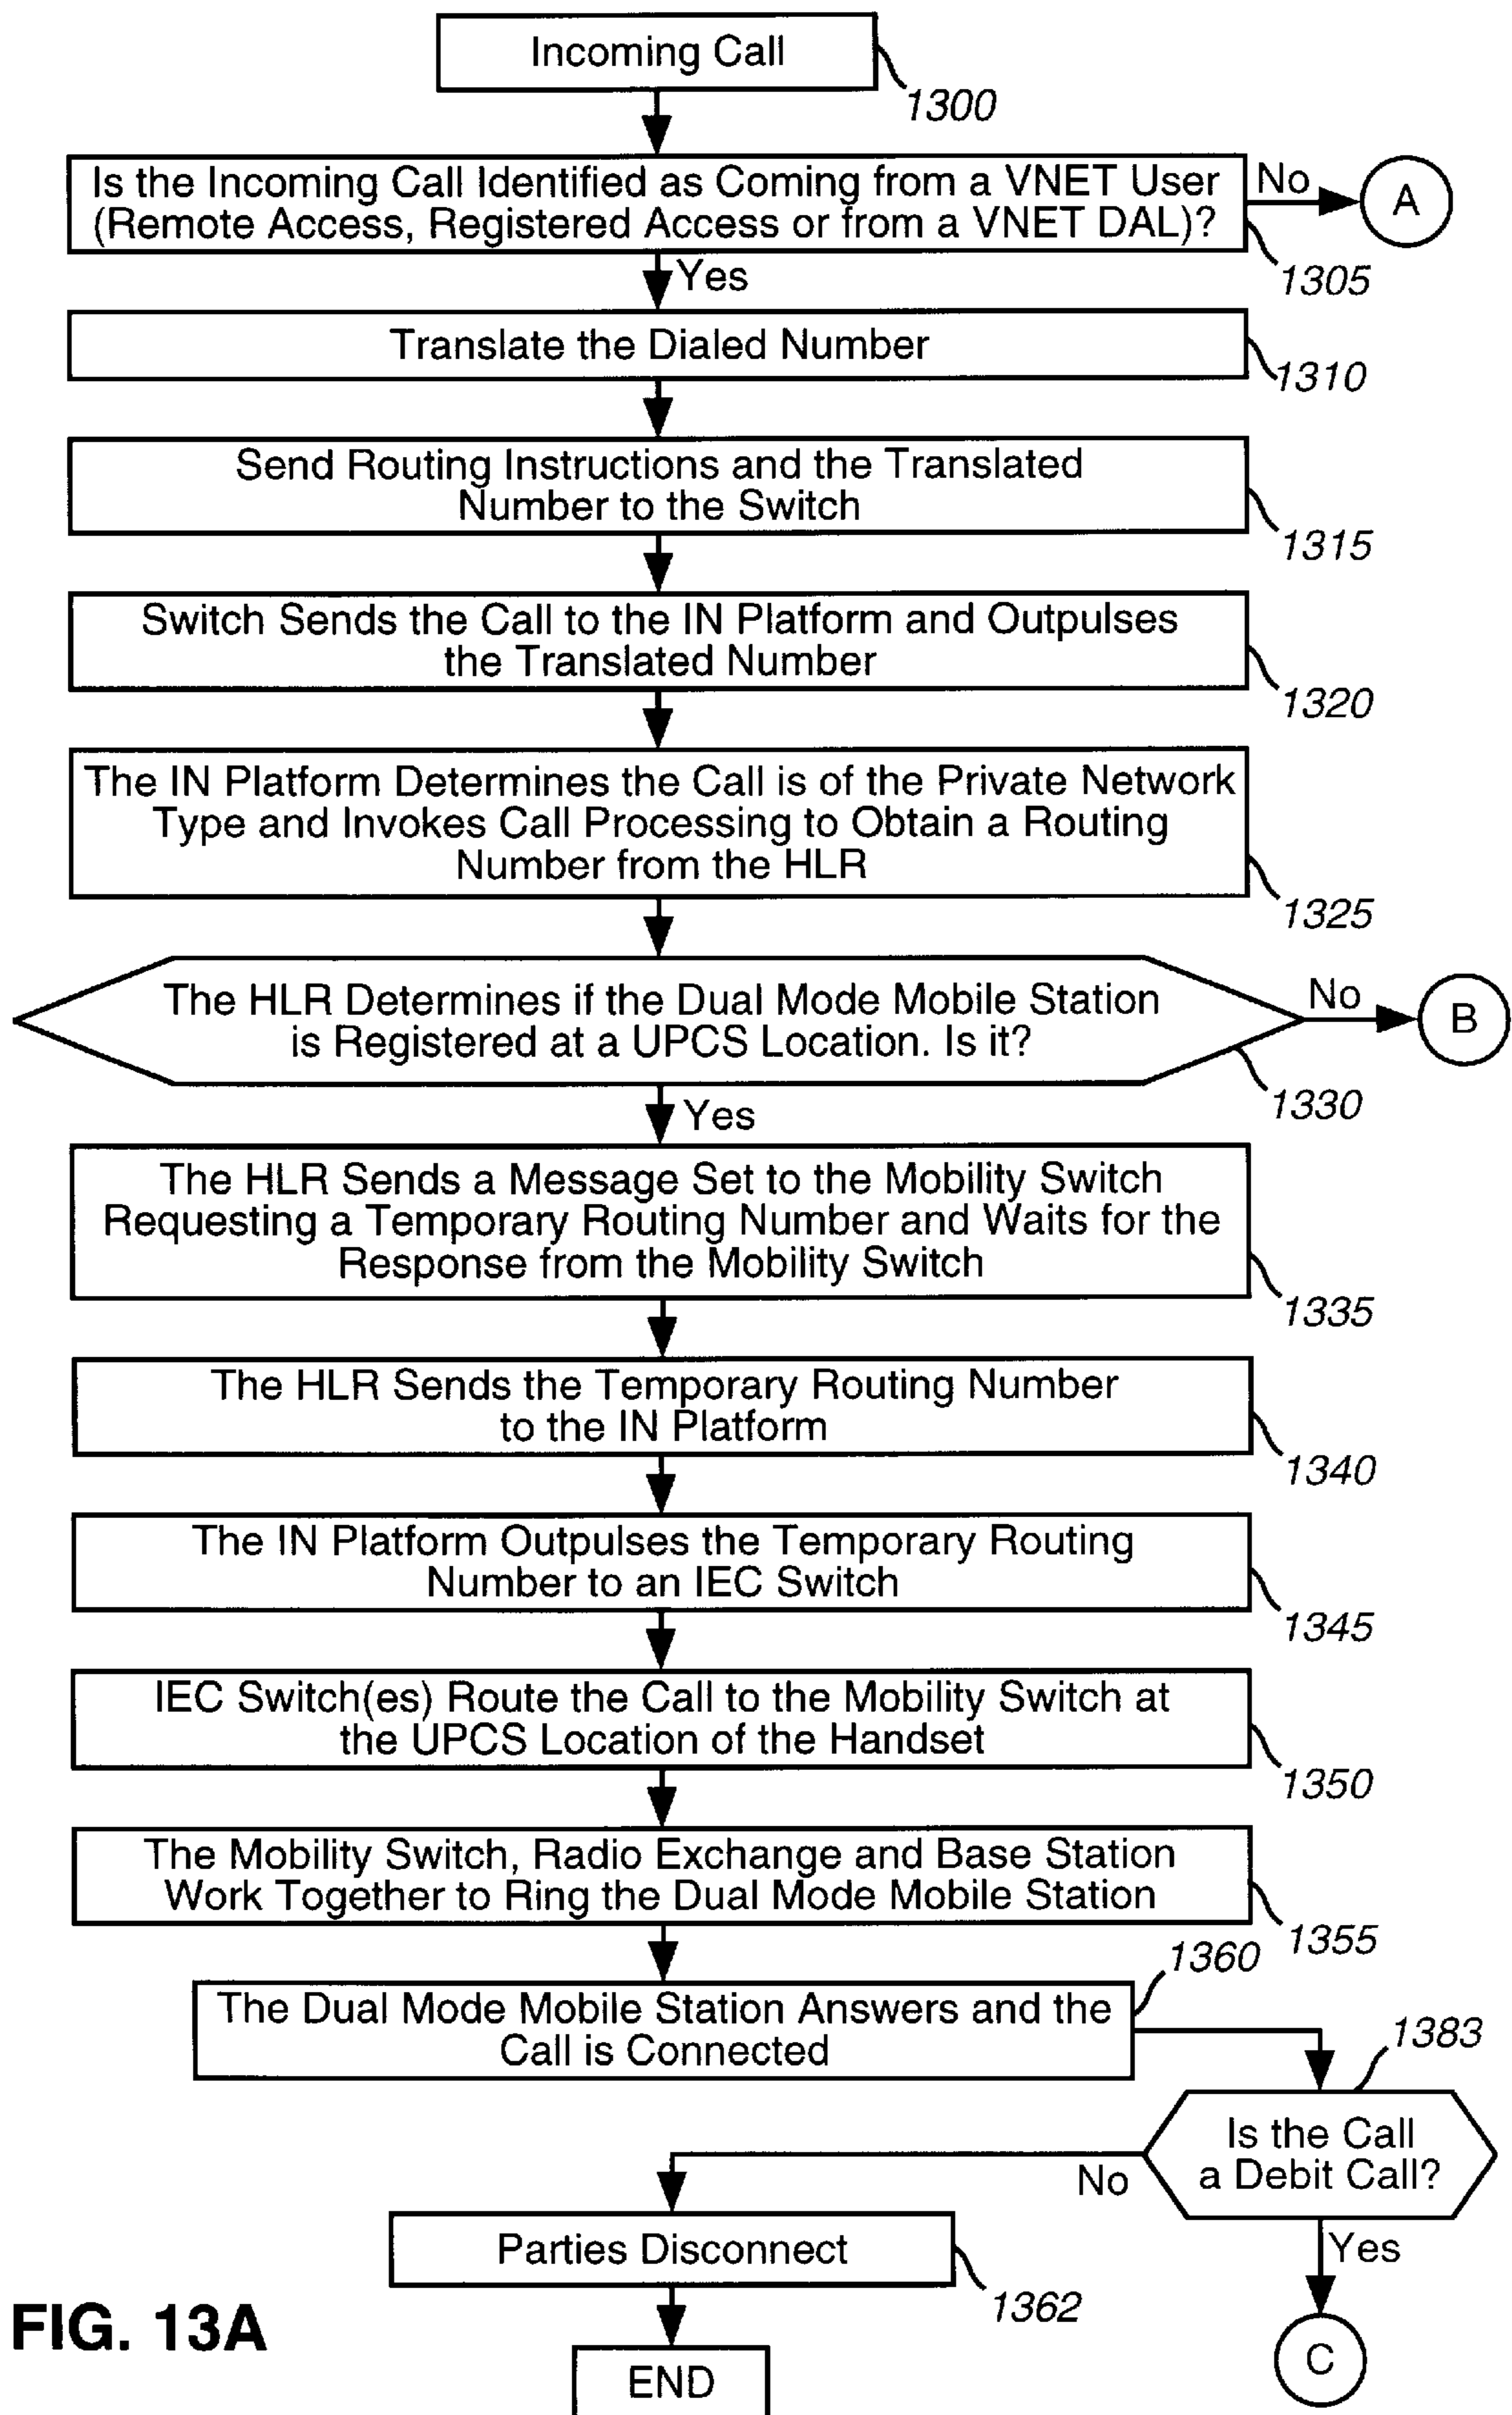 Incoming Call
1300
Is the Incoming Call Identified as Coming from a VNET User
(Remote Access, Registered Access or from a VNET DAL)?
No
A
1305
Yes
Translate the Dialed Number
1310
Send Routing Instructions and the Translated
Number to the Switch
1315
Switch Sends the Call to the IN Platform and Outpulses
the Translated Number
1320
The IN Platform Determines the Call is of the Private Network
Type and Invokes Call Processing to Obtain a Routing
Number from the HLR
1325
The HLR Determines if the Dual Mode Mobile Station
is Registered at a UPCS Location. Is it?
No
B
1330
Yes
The HLR Sends a Message Set to the Mobility Switch
Requesting a Temporary Routing Number and Waits for the
Response from the Mobility Switch
1335
The HLR Sends the Temporary Routing Number
to the IN Platform
1340
The IN Platform Outpulses the Temporary Routing
Number to an IEC Switch
1345
IEC Switch(es) Route the Call to the Mobility Switch at
the UPCS Location of the Handset
1350
The Mobility Switch, Radio Exchange and Base Station
Work Together to Ring the Dual Mode Mobile Station
1355
1360
The Dual Mode Mobile Station Answers and the
Call is Connected
1383
Is the Call
a Debit Call?
No
Yes
Parties Disconnect
1362
FIG. 13A
END
C